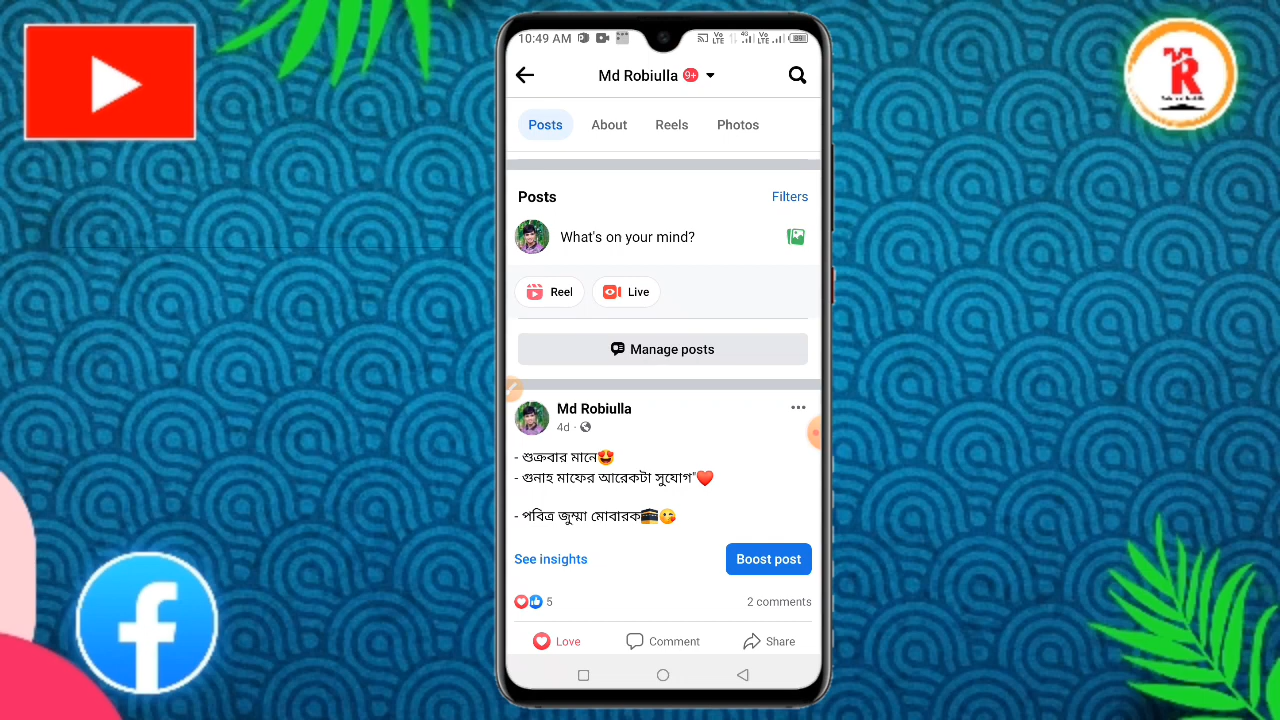 10:49 AM
Md Robiulla 9+
Posts About Reels Photos
Posts Filters
What's on your mind?
Reel Live
Manage posts
Md Robiulla
4d
- শুক্রবার মানে😍
- গুনাহ মাফের আরেকটা সুযোগ"❤️
- পবিত্র জুম্মা মোবারক🕋😘
See insights Boost post
5 2 comments
Love Comment Share